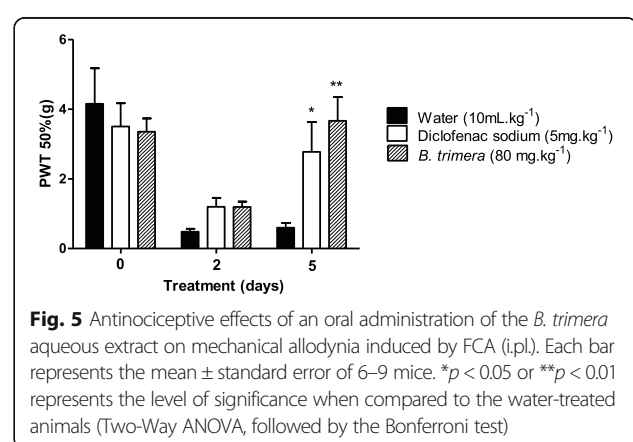 6
4
2
0
PWT 50%(g)
*
**
0 2 5
Treatment (days)
Water (10mL.kg⁻¹)
Diclofenac sodium (5mg.kg⁻¹)
B. trimera (80 mg.kg⁻¹)
Fig. 5 Antinociceptive effects of an oral administration of the B. trimera
aqueous extract on mechanical allodynia induced by FCA (i.pl.). Each bar
represents the mean ± standard error of 6–9 mice. *p < 0.05 or **p < 0.01
represents the level of significance when compared to the water-treated
animals (Two-Way ANOVA, followed by the Bonferroni test)